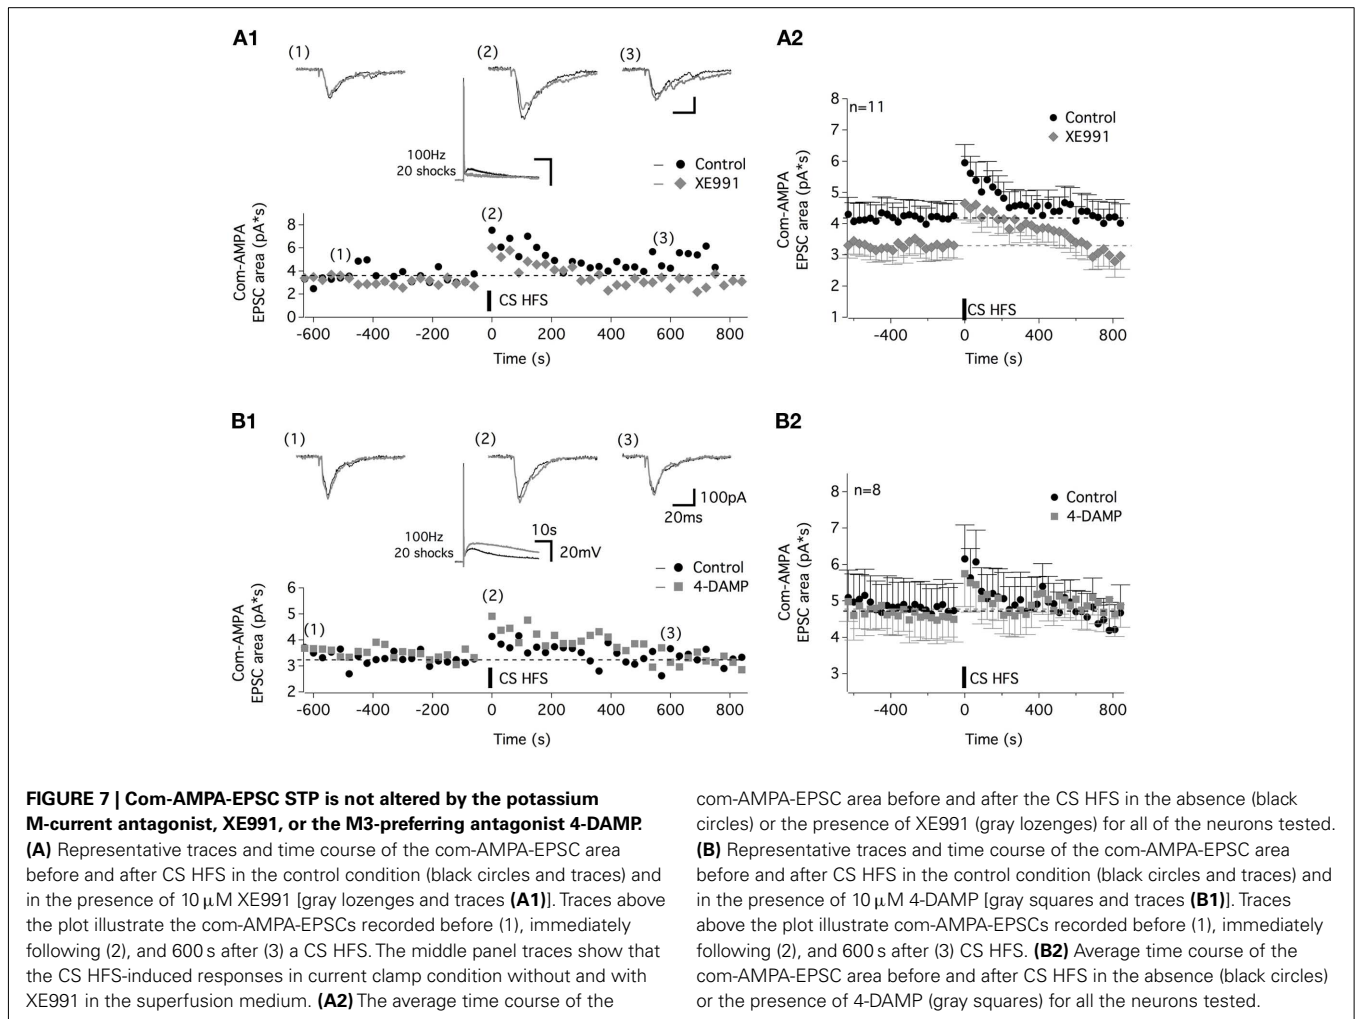 A1
(1)
(2)
(3)
100Hz
20 shocks
Control
XE991
Com-AMPA
EPSC area (pA*s)
8
6
4
2
0
(1)
(2)
(3)
CS HFS
-600 -400 -200 0 200 400 600 800
Time (s)
A2
n=11
Control
XE991
Com-AMPA
EPSC area (pA*s)
8
7
6
5
4
3
2
1
CS HFS
-400 0 400 800
Time (s)
B1
(1)
(2)
(3)
100pA
20ms
100Hz
20 shocks
10s
20mV
Control
4-DAMP
Com-AMPA
EPSC area (pA*s)
6
5
4
3
2
(1)
(2)
(3)
CS HFS
-600 -400 -200 0 200 400 600 800
Time (s)
B2
n=8
Control
4-DAMP
Com-AMPA
EPSC area (pA*s)
8
7
6
5
4
3
CS HFS
-400 0 400 800
Time (s)
FIGURE 7 | Com-AMPA-EPSC STP is not altered by the potassium
M-current antagonist, XE991, or the M3-preferring antagonist 4-DAMP.
(A) Representative traces and time course of the com-AMPA-EPSC area
before and after CS HFS in the control condition (black circles and traces) and
in the presence of 10 μM XE991 [gray lozenges and traces (A1)]. Traces above
the plot illustrate the com-AMPA-EPSCs recorded before (1), immediately
following (2), and 600 s after (3) a CS HFS. The middle panel traces show that
the CS HFS-induced responses in current clamp condition without and with
XE991 in the superfusion medium. (A2) The average time course of the
com-AMPA-EPSC area before and after the CS HFS in the absence (black
circles) or the presence of XE991 (gray lozenges) for all of the neurons tested.
(B) Representative traces and time course of the com-AMPA-EPSC area
before and after CS HFS in the control condition (black circles and traces) and
in the presence of 10 μM 4-DAMP [gray squares and traces (B1)]. Traces
above the plot illustrate com-AMPA-EPSCs recorded before (1), immediately
following (2), and 600 s after (3) CS HFS. (B2) Average time course of the
com-AMPA-EPSC area before and after CS HFS in the absence (black circles)
or the presence of 4-DAMP (gray squares) for all the neurons tested.